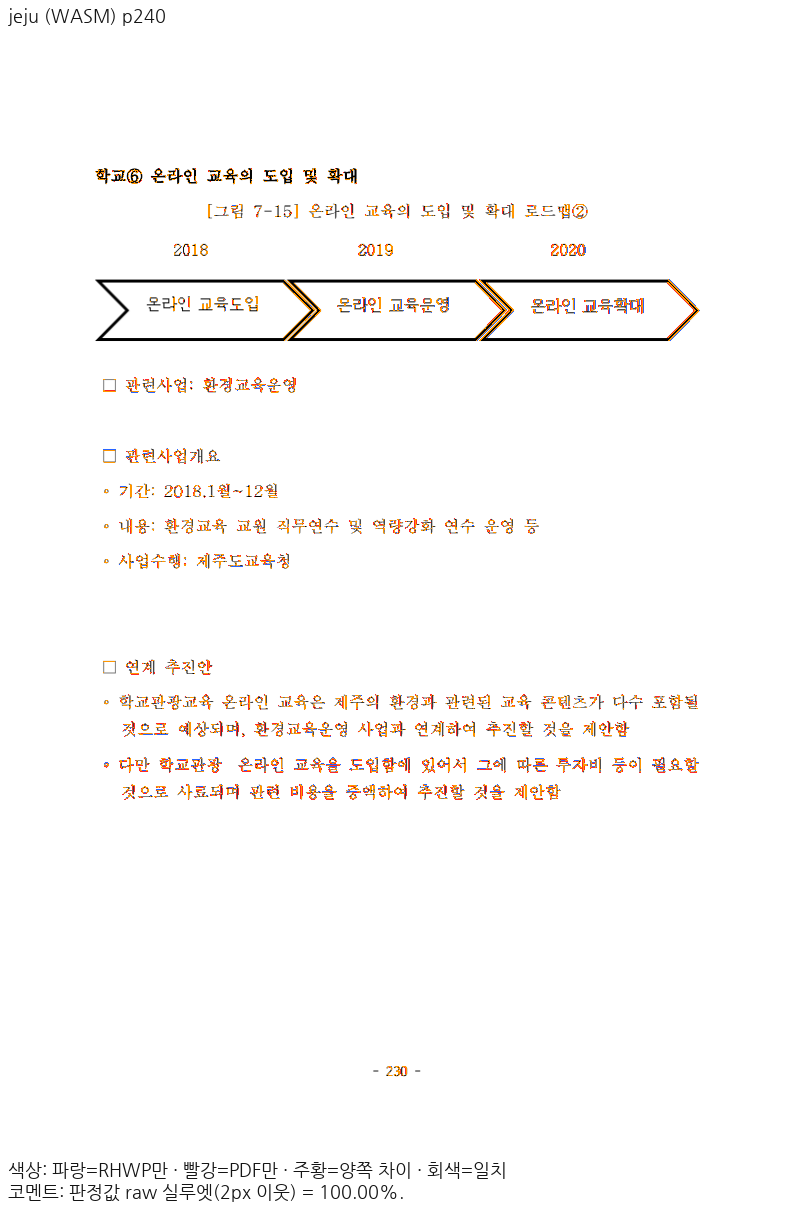 jeju (WASM) p240
학교⑥ 온라인 교육의 도입 및 확대
[그림 7-15] 온라인 교육의 도입 및 확대 로드맵②
2018 2019 2020
온라인 교육도입 온라인 교육운영 온라인 교육확대
□ 관련사업: 환경교육운영
□ 관련사업개요
◦ 기간: 2018.1월~12월
◦ 내용: 환경교육 교원 직무연수 및 역량강화 연수 운영 등
◦ 사업수행: 제주도교육청
□ 연계 추진안
◦ 학교관광교육 온라인 교육은 제주의 환경과 관련된 교육 콘텐츠가 다수 포함될
것으로 예상되며, 환경교육운영 사업과 연계하여 추진할 것을 제안함
◦ 다만 학교관광 온라인 교육을 도입함에 있어서 그에 따른 투자비 등이 필요할
것으로 사료되며 관련 비용을 증액하여 추진할 것을 제안함
- 230 -
색상: 파랑=RHWP만 · 빨강=PDF만 · 주황=양쪽 차이 · 회색=일치
코멘트: 판정값 raw 실루엣(2px 이웃) = 100.00%.